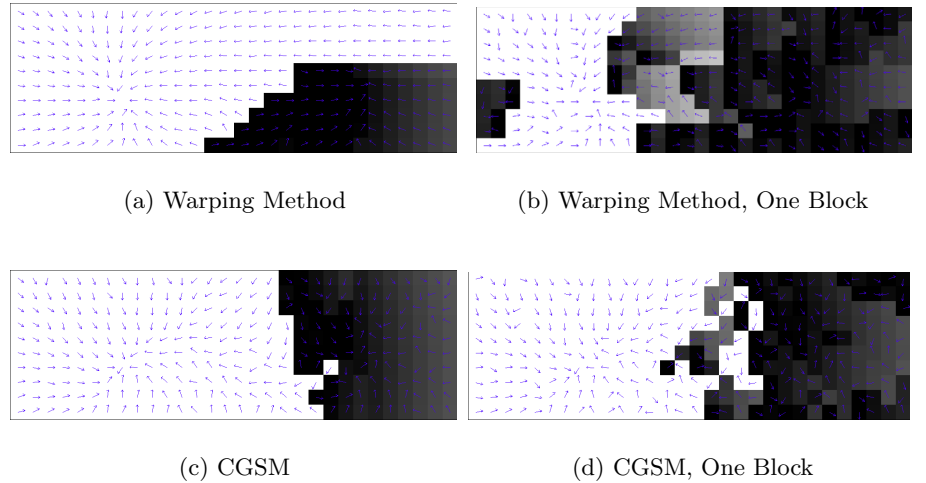 (a) Warping Method
(b) Warping Method, One Block
(c) CGSM
(d) CGSM, One Block